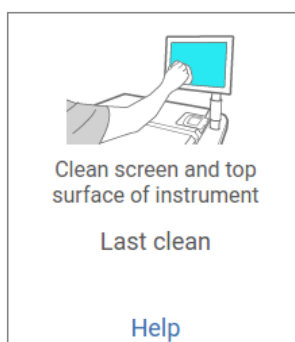 Clean screen and top
surface of instrument
Last clean
Help